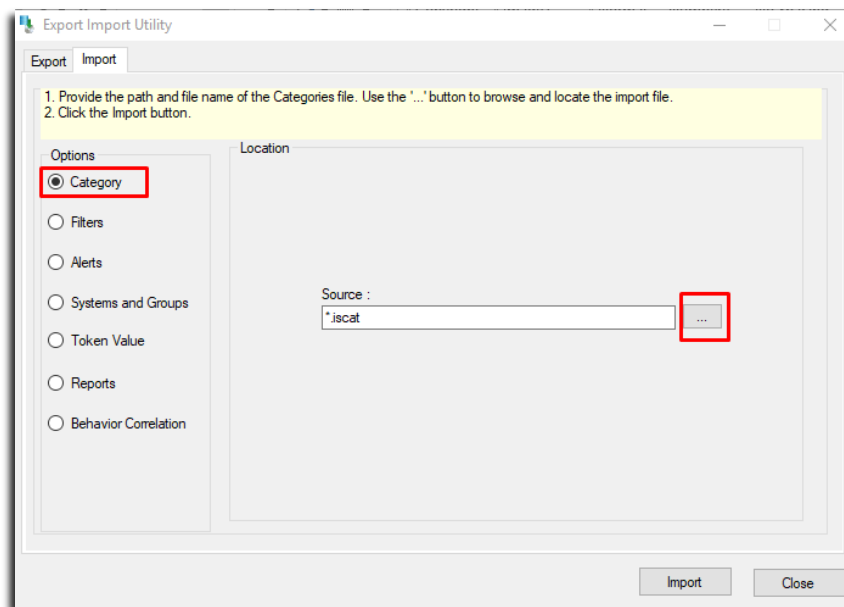 Export Import Utility
Export
Import
1. Provide the path and file name of the Categories file. Use the '...' button to browse and locate the import file.
2. Click the Import button.
Options
Category
Filters
Alerts
Systems and Groups
Token Value
Reports
Behavior Correlation
Location
Source :
*.iscat
...
Import
Close